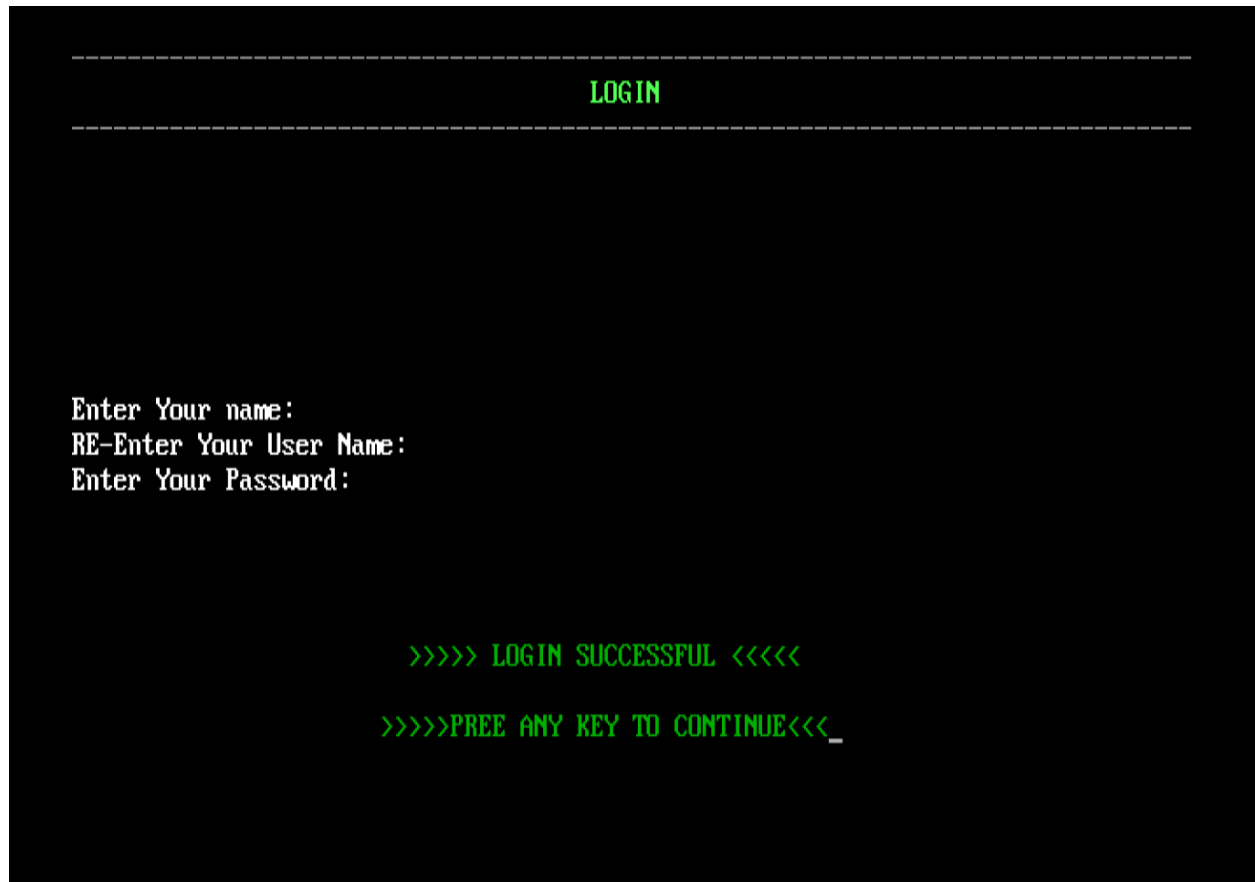 LOGIN
Enter Your name:
RE-Enter Your User Name:
Enter Your Password:
>>>>> LOGIN SUCCESSFUL <<<<<
>>>>>PREE ANY KEY TO CONTINUE<<<_